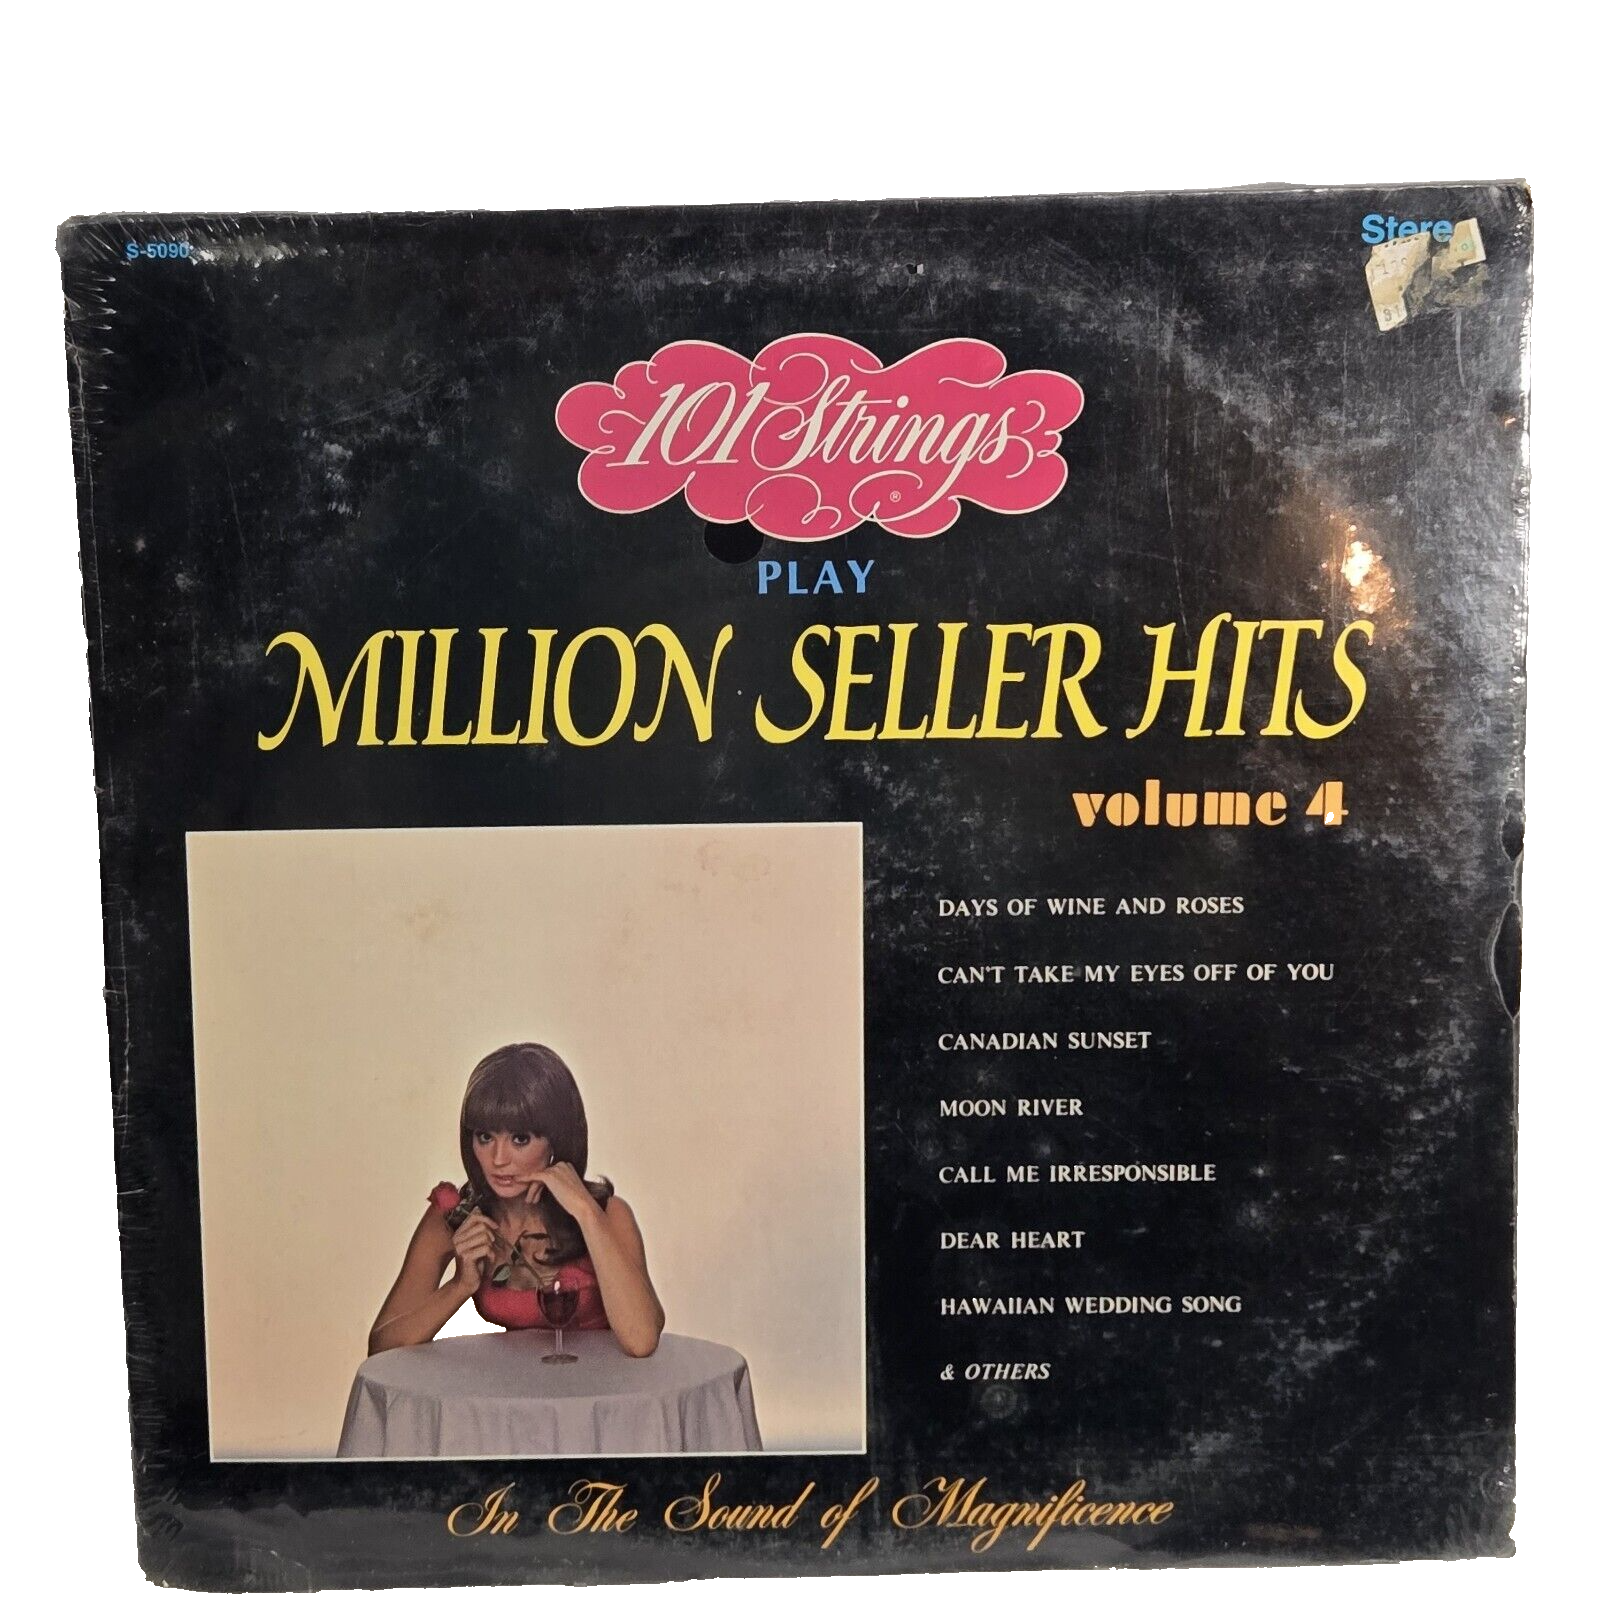 S-5090
Stere
101 Strings
®
PLAY
MILLION SELLER HITS
volume 4
DAYS OF WINE AND ROSES
CAN'T TAKE MY EYES OFF OF YOU
CANADIAN SUNSET
MOON RIVER
CALL ME IRRESPONSIBLE
DEAR HEART
HAWAIIAN WEDDING SONG
& OTHERS
In The Sound of Magnificence